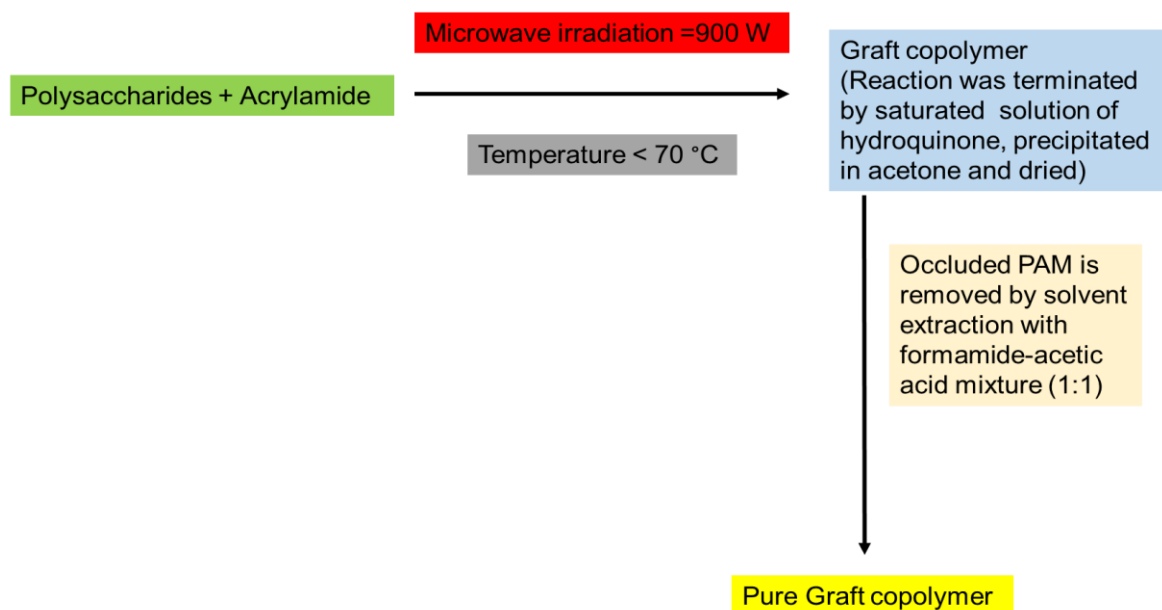 Microwave irradiation =900 W
Polysaccharides + Acrylamide
Temperature < 70 °C
Graft copolymer
(Reaction was terminated
by saturated solution of
hydroquinone, precipitated
in acetone and dried)
Occluded PAM is
removed by solvent
extraction with
formamide-acetic
acid mixture (1:1)
Pure Graft copolymer